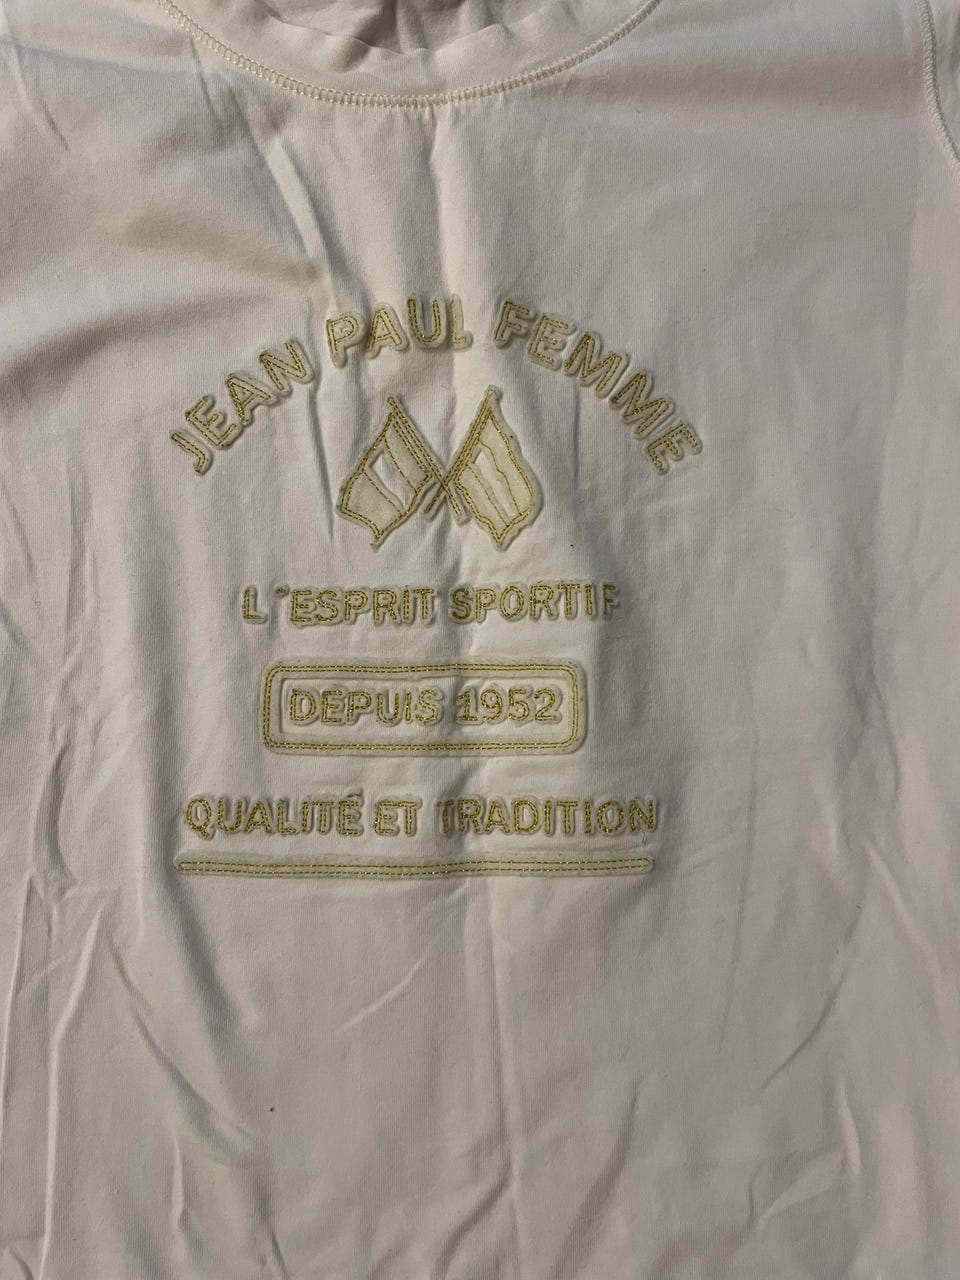 JEAN PAUL FEMME
L´ESPRIT SPORTIF
DEPUIS 1952
QUALITÉ ET TRADITION